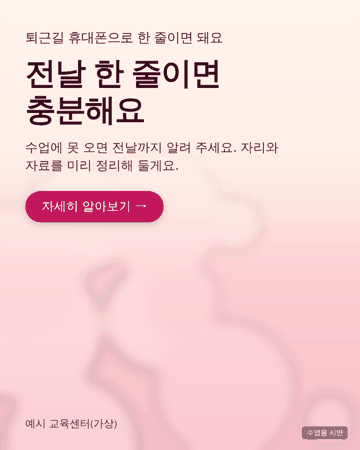 퇴근길 휴대폰으로 한 줄이면 돼요
전날 한 줄이면
충분해요
수업에 못 오면 전날까지 알려 주세요. 자리와
자료를 미리 정리해 둘게요.
자세히 알아보기 →
예시 교육센터(가상)
수업용 시안